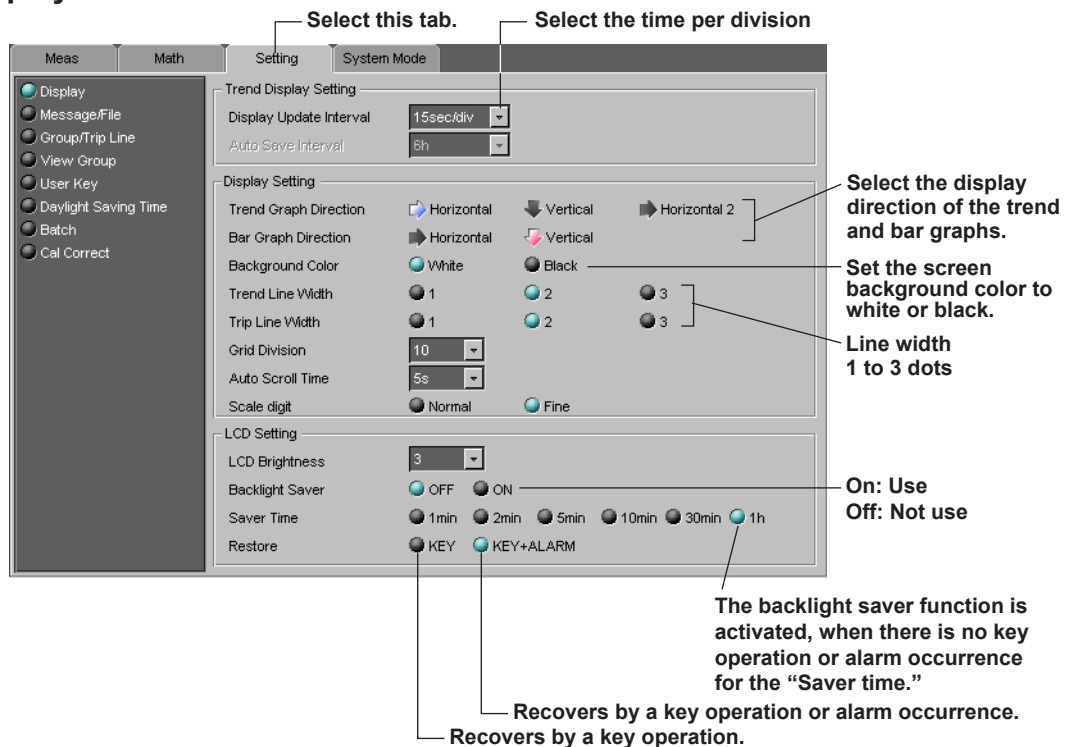 play
Select this tab.
Select the time per division
Meas Math Setting System Mode
Display
Message/File
Group/Trip Line
View Group
User Key
Daylight Saving Time
Batch
Cal Correct
Trend Display Setting
Display Update Interval 15sec/div
Auto Save Interval 6h
Display Setting
Trend Graph Direction Horizontal Vertical Horizontal 2
Bar Graph Direction Horizontal Vertical
Background Color White Black
Trend Line Width 1 2 3
Trip Line Width 1 2 3
Grid Division 10
Auto Scroll Time 5s
Scale digit Normal Fine
LCD Setting
LCD Brightness 3
Backlight Saver OFF ON
Saver Time 1min 2min 5min 10min 30min 1h
Restore KEY KEY+ALARM
Select the display
direction of the trend
and bar graphs.
Set the screen
background color to
white or black.
Line width
1 to 3 dots
On: Use
Off: Not use
The backlight saver function is
activated, when there is no key
operation or alarm occurrence
for the “Saver time.”
Recovers by a key operation or alarm occurrence.
Recovers by a key operation.